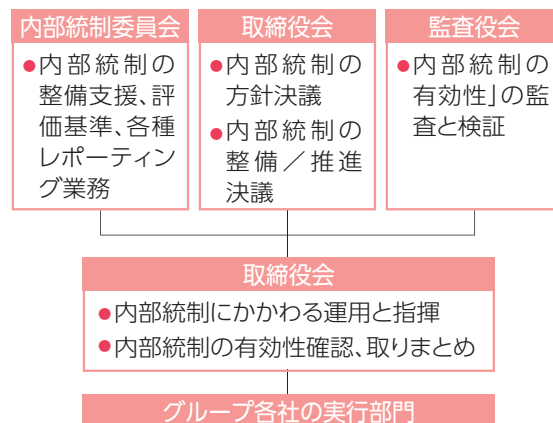 内部統制委員会
●内部統制の
整備支援、評
価基準、各種
レポーティン
グ業務
取締役会
●内部統制の
方針決議
●内部統制の
整備／推進
決議
監査役会
●内部統制の
有効性」の監
査と検証
取締役会
●内部統制にかかわる運用と指揮
●内部統制の有効性確認、取りまとめ
グループ各社の実行部門